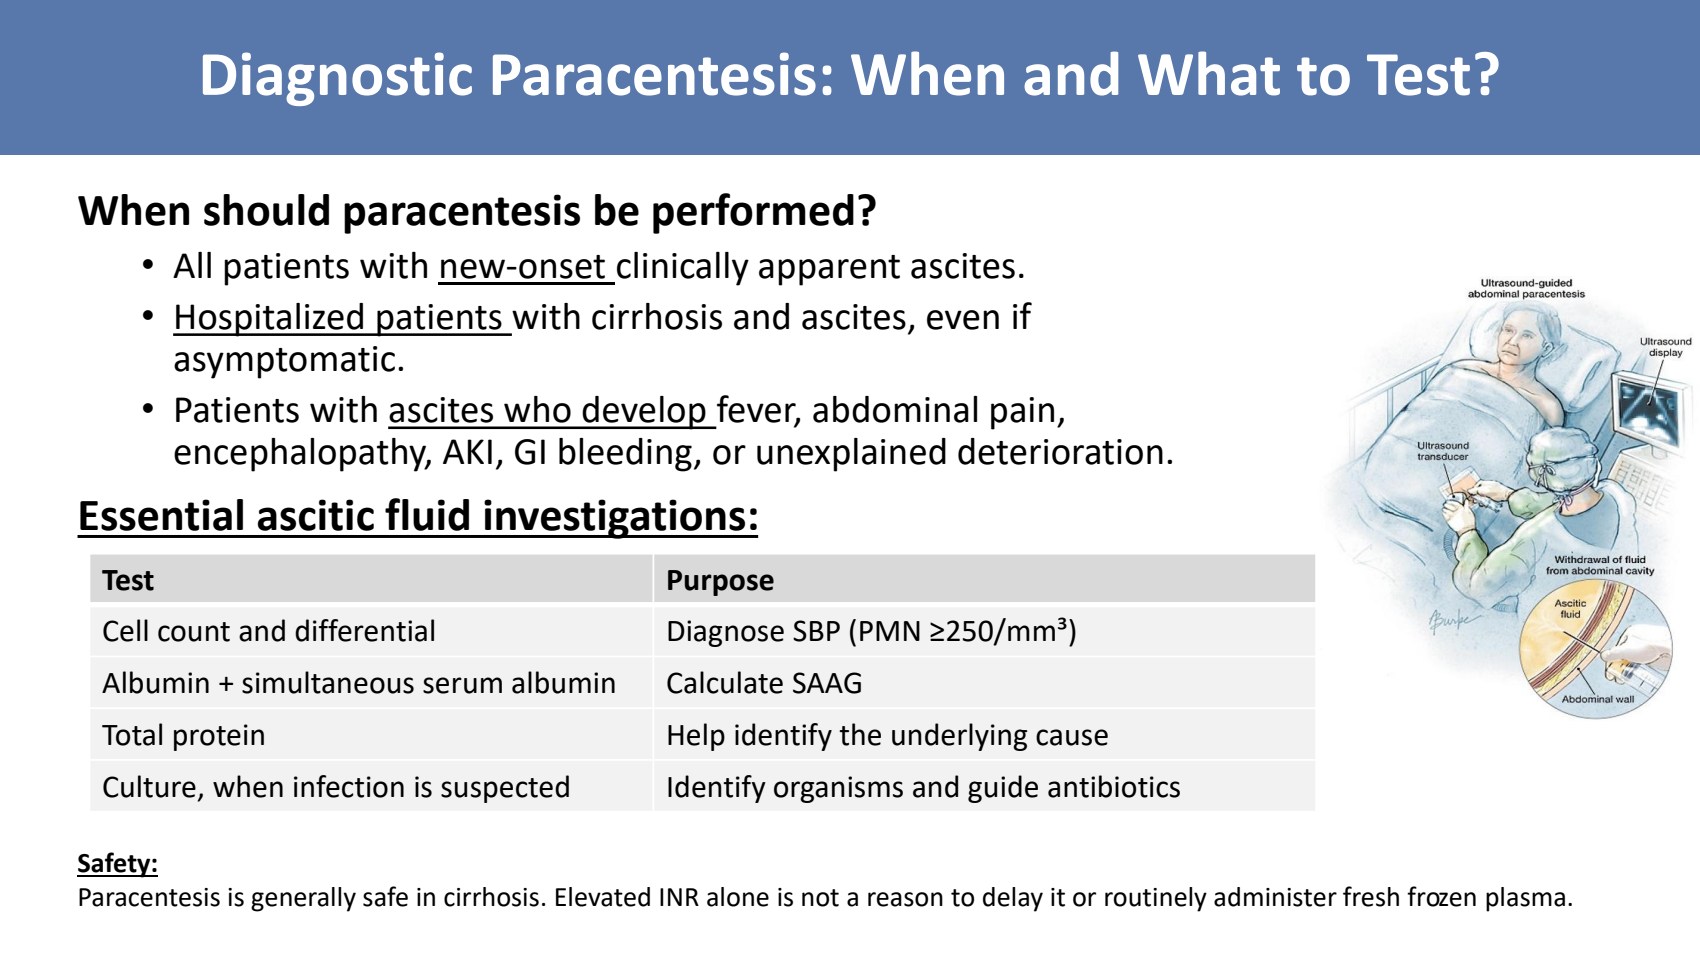 Diagnostic Paracentesis: When and What to Test?
When should paracentesis be performed?
• All patients with new-onset clinically apparent ascites.
• Hospitalized patients with cirrhosis and ascites, even if
asymptomatic.
• Patients with ascites who develop fever, abdominal pain,
encephalopathy, AKI, GI bleeding, or unexplained deterioration.
Essential ascitic fluid investigations:
Test Purpose
Cell count and differential Diagnose SBP (PMN ≥250/mm³)
Albumin + simultaneous serum albumin Calculate SAAG
Total protein Help identify the underlying cause
Culture, when infection is suspected Identify organisms and guide antibiotics
Ultrasound-guided
abdominal paracentesis
Ultrasound
display
Ultrasound
transducer
Withdrawal of fluid
from abdominal cavity
Ascitic
fluid
Abdominal wall
Safety:
Paracentesis is generally safe in cirrhosis. Elevated INR alone is not a reason to delay it or routinely administer fresh frozen plasma.